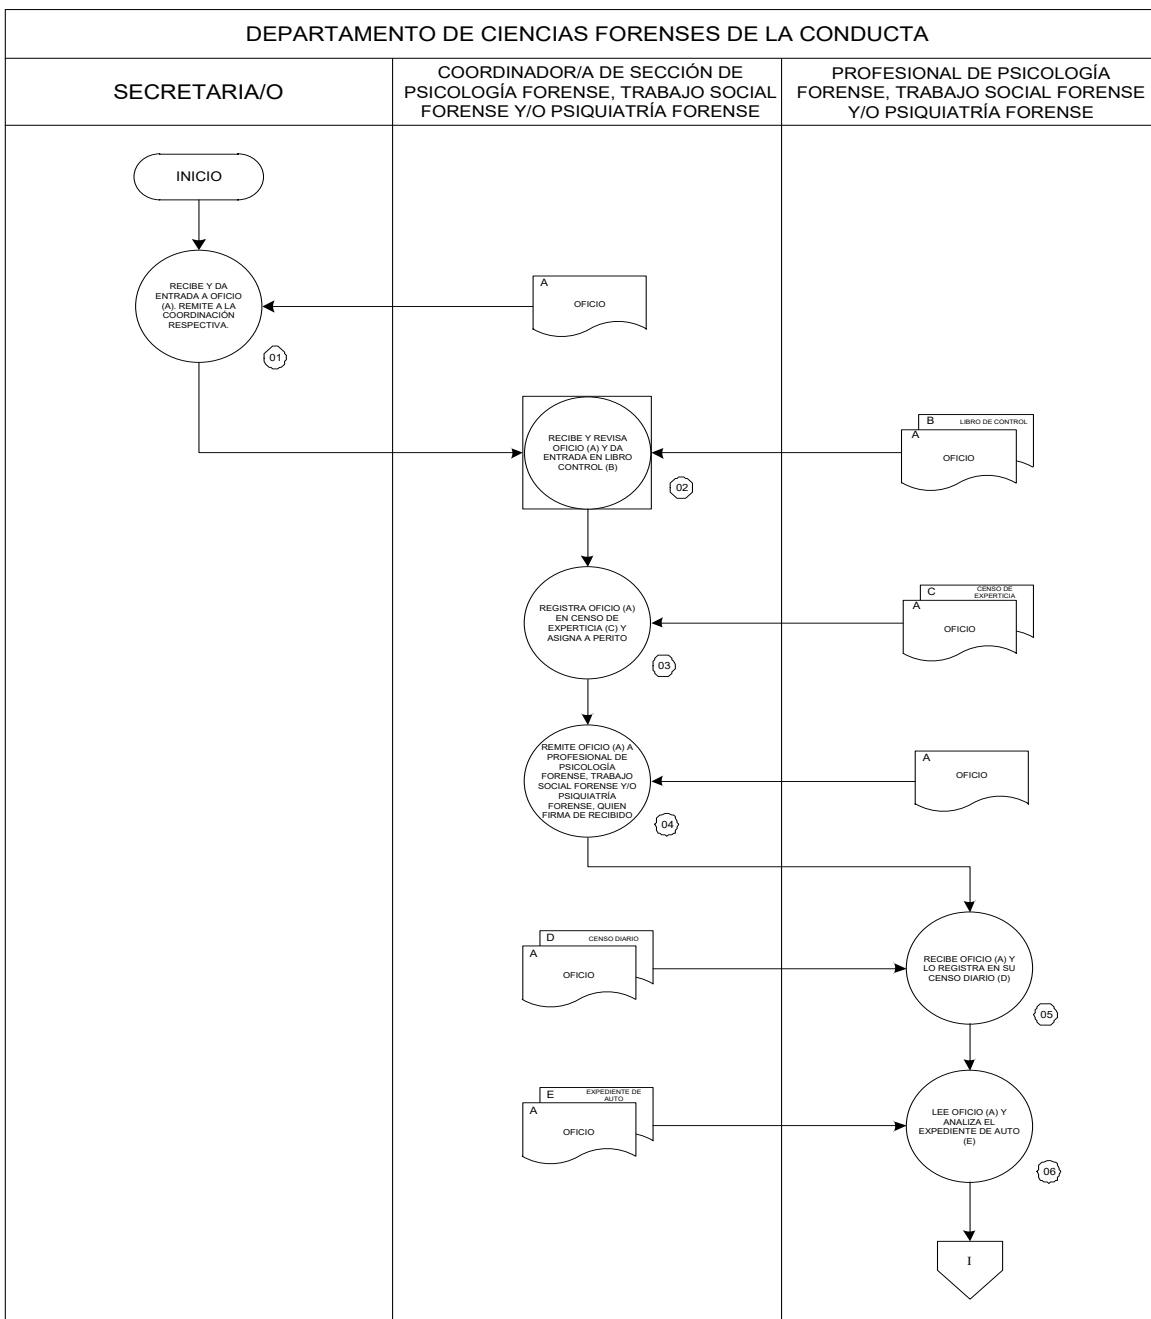 DEPARTAMENTO DE CIENCIAS FORENSES DE LA CONDUCTA
SECRETARIA/O
COORDINADOR/A DE SECCIÓN DE
PSICOLOGÍA FORENSE, TRABAJO SOCIAL
FORENSE Y/O PSIQUIATRÍA FORENSE
PROFESIONAL DE PSICOLOGÍA
FORENSE, TRABAJO SOCIAL FORENSE
Y/O PSIQUIATRÍA FORENSE
INICIO
RECIBE Y DA
ENTRADA A OFICIO
(A). REMITE A LA
COORDINACIÓN
RESPECTIVA.
01
A
OFICIO
RECIBE Y REVISA
OFICIO (A) Y DA
ENTRADA EN LIBRO
CONTROL (B)
02
B
LIBRO DE CONTROL
A
OFICIO
REGISTRA OFICIO (A)
EN CENSO DE
EXPERTICIA (C) Y
ASIGNA A PERITO
03
C
CENSO DE
EXPERTICIA
A
OFICIO
REMITE OFICIO (A) A
PROFESIONAL DE
PSICOLOGÍA
FORENSE, TRABAJO
SOCIAL FORENSE Y/O
PSIQUIATRÍA
FORENSE, QUIEN
FIRMA DE RECIBIDO
04
A
OFICIO
D
CENSO DIARIO
A
OFICIO
RECIBE OFICIO (A) Y
LO REGISTRA EN SU
CENSO DIARIO (D)
05
E
EXPEDIENTE DE
AUTO
A
OFICIO
LEE OFICIO (A) Y
ANALIZA EL
EXPEDIENTE DE AUTO
(E)
06
I